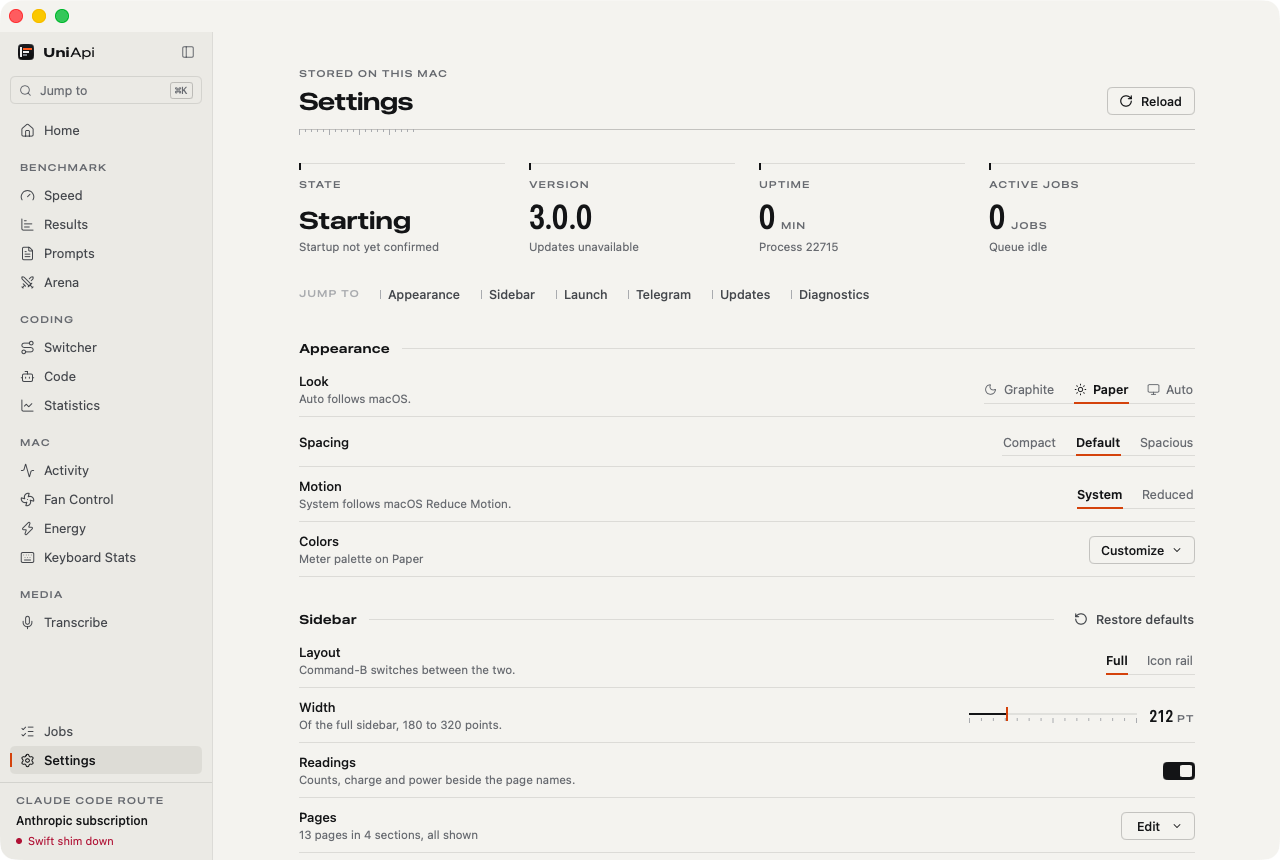 UniApi
Jump to ⌘K
Home
BENCHMARK
Speed
Results
Prompts
Arena
CODING
Switcher
Code
Statistics
MAC
Activity
Fan Control
Energy
Keyboard Stats
MEDIA
Transcribe
Jobs
Settings
CLAUDE CODE ROUTE
Anthropic subscription
Swift shim down
STORED ON THIS MAC
Settings
Reload
STATE
Starting
Startup not yet confirmed
VERSION
3.0.0
Updates unavailable
UPTIME
0 MIN
Process 22715
ACTIVE JOBS
0 JOBS
Queue idle
JUMP TO Appearance Sidebar Launch Telegram Updates Diagnostics
Appearance
Look
Auto follows macOS.
Graphite Paper Auto
Spacing
Compact Default Spacious
Motion
System follows macOS Reduce Motion.
System Reduced
Colors
Meter palette on Paper
Customize
Sidebar
Restore defaults
Layout
Command-B switches between the two.
Full Icon rail
Width
Of the full sidebar, 180 to 320 points.
212 PT
Readings
Counts, charge and power beside the page names.
Pages
13 pages in 4 sections, all shown
Edit